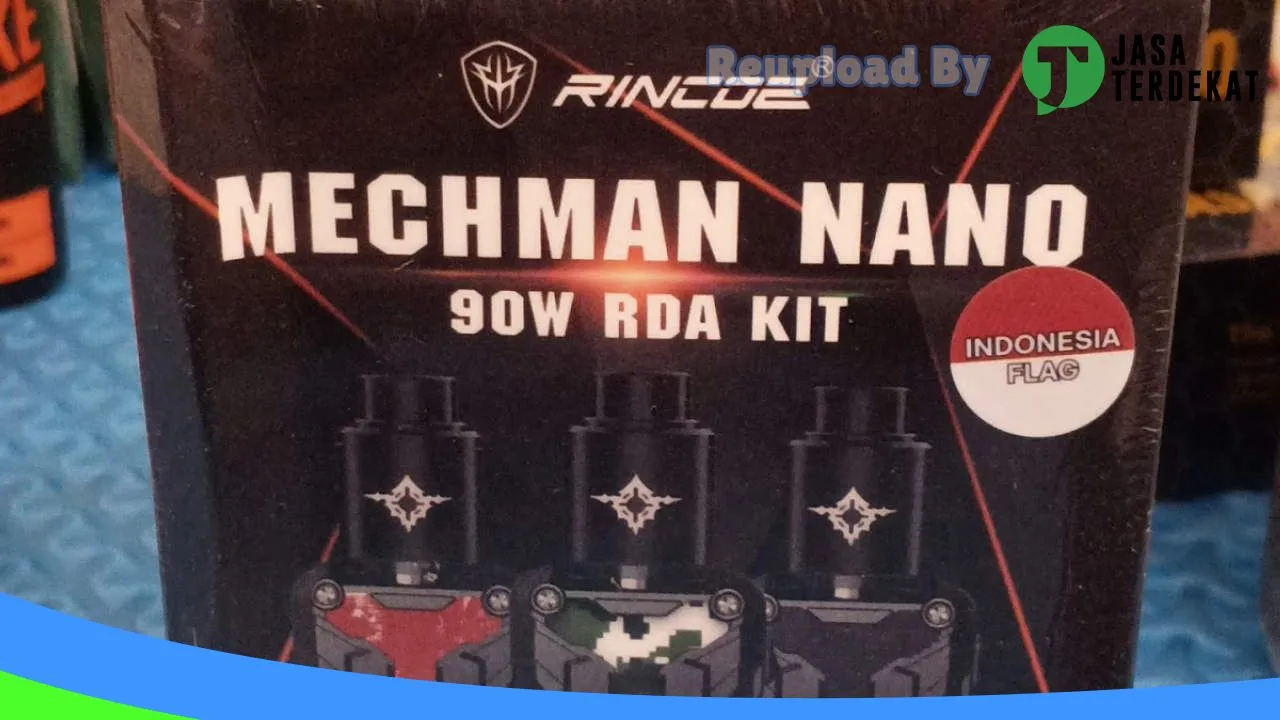 Reupload By
JASA
TERDEKAT
RINCOE®
MECHMAN NANO
90W RDA KIT
INDONESIA
FLAG